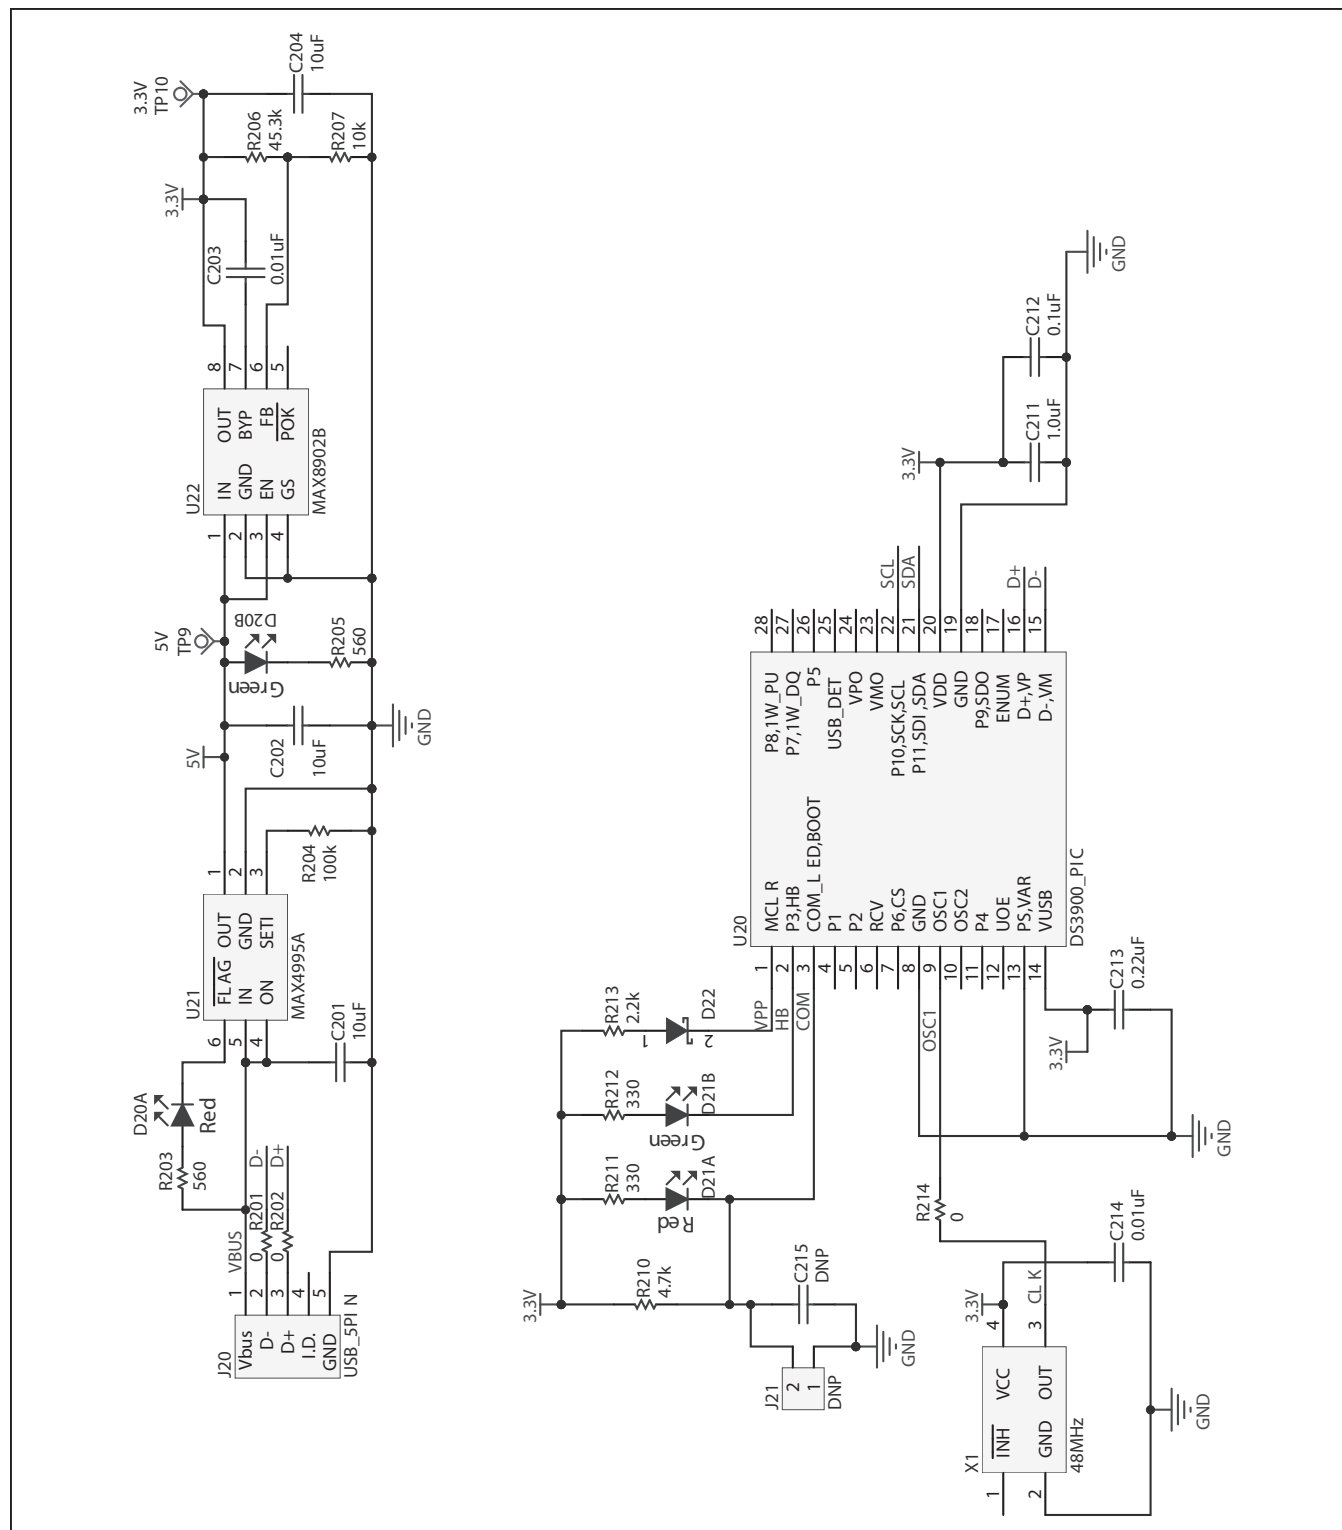 J20
USB_5PI N
Vbus
D-
D+
I.D.
GND
1
2
3
4
5
VBUS
0
R201
D-
0
R202
D+
R203
560
D20A
Red
C201
10uF
U21
MAX4995A
FLAG
IN
ON
OUT
GND
SETI
6
5
4
1
2
3
R204
100k
5V
C202
10uF
GND
Green
D20B
R205
560
5V
TP9
U22
MAX8902B
IN
GND
EN
GS
OUT
BYP
FB
POK
1
2
3
4
8
7
6
5
C203
0.01uF
3.3V
R206
45.3k
R207
10k
3.3V
TP10
C204
10uF
J21
DNP
2
1
C215
DNP
GND
3.3V
R210
4.7k
R211
330
Red
D21A
R212
330
Green
D21B
R213
2.2k
1
2
D22
VPP
HB
COM
OSC1
U20
DS3900_PIC
1
2
3
4
5
6
7
8
9
10
11
12
13
14
MCL R
P3,HB
COM_L ED,BOOT
P1
P2
RCV
P6,CS
GND
OSC1
OSC2
P4
UOE
PS,VAR
VUSB
P8,1W_PU
P7,1W_DQ
P5
USB_DET
VPO
VMO
P10,SCK,SCL
P11,SDI ,SDA
VDD
GND
P9,SDO
ENUM
D+,VP
D-,VM
28
27
26
25
24
23
22
21
20
19
18
17
16
15
SCL
SDA
D+
D-
3.3V
C211
1.0uF
C212
0.1uF
GND
3.3V
C213
0.22uF
GND
R214
0
X1
48MHz
INH
GND
VCC
OUT
1
2
4
3
3.3V
CL K
C214
0.01uF
GND